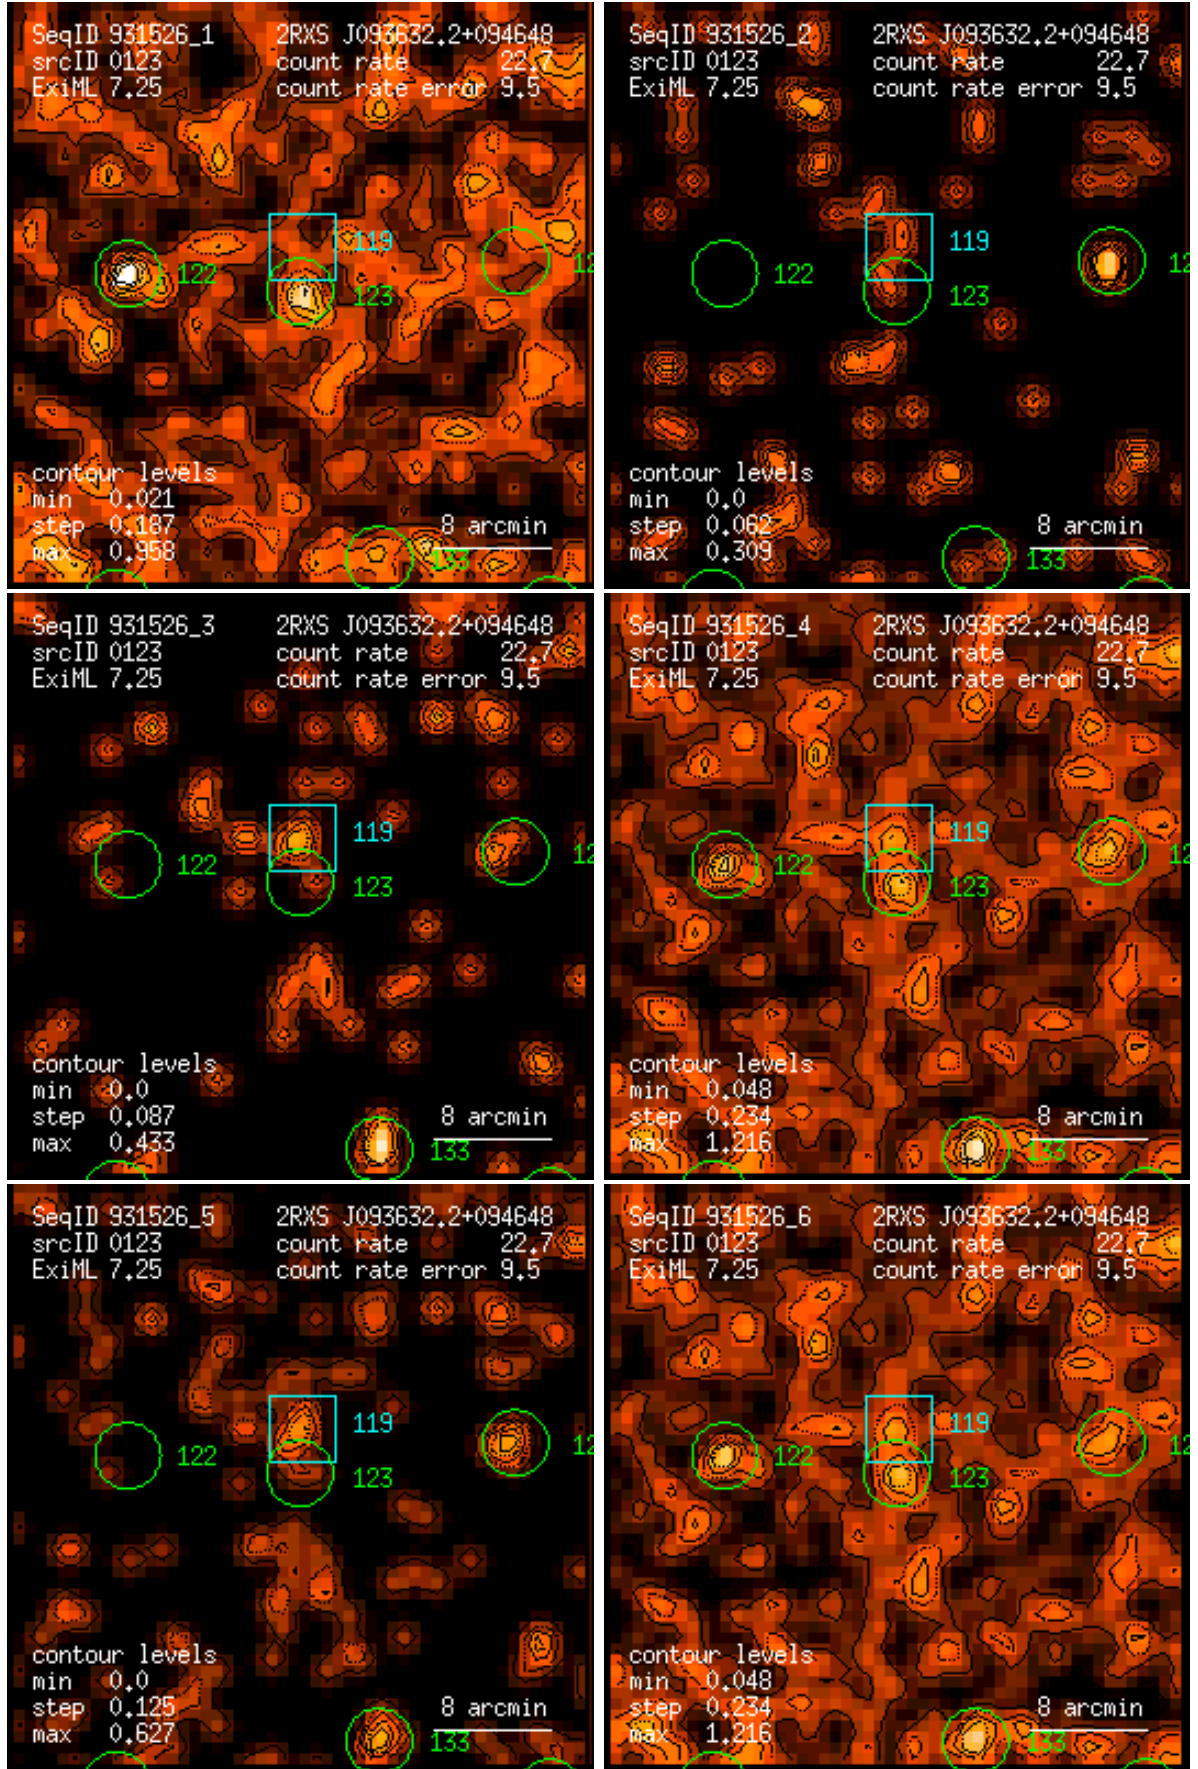 SeqID 931526_1 2RXS J093632.2+094648
srcID 0123 count rate 22.7
ExiML 7.25 count rate error 9.5
119
122 12
123
contour levels
min 0.021
step 0.187 8 arcmin
max 0.958 133
SeqID 931526_2 2RXS J093632.2+094648
srcID 0123 count rate 22.7
ExiML 7.25 count rate error 9.5
119
122 12
123
contour levels
min 0.0
step 0.062 8 arcmin
max 0.309 133
SeqID 931526_3 2RXS J093632.2+094648
srcID 0123 count rate 22.7
ExiML 7.25 count rate error 9.5
119
122 12
123
contour levels
min 0.0
step 0.087 8 arcmin
max 0.433 133
SeqID 931526_4 2RXS J093632.2+094648
srcID 0123 count rate 22.7
ExiML 7.25 count rate error 9.5
119
122 12
123
contour levels
min 0.048
step 0.234 8 arcmin
max 1.216 133
SeqID 931526_5 2RXS J093632.2+094648
srcID 0123 count rate 22.7
ExiML 7.25 count rate error 9.5
119
122 12
123
contour levels
min 0.0
step 0.125 8 arcmin
max 0.627 133
SeqID 931526_6 2RXS J093632.2+094648
srcID 0123 count rate 22.7
ExiML 7.25 count rate error 9.5
119
122 12
123
contour levels
min 0.048
step 0.234 8 arcmin
max 1.216 133